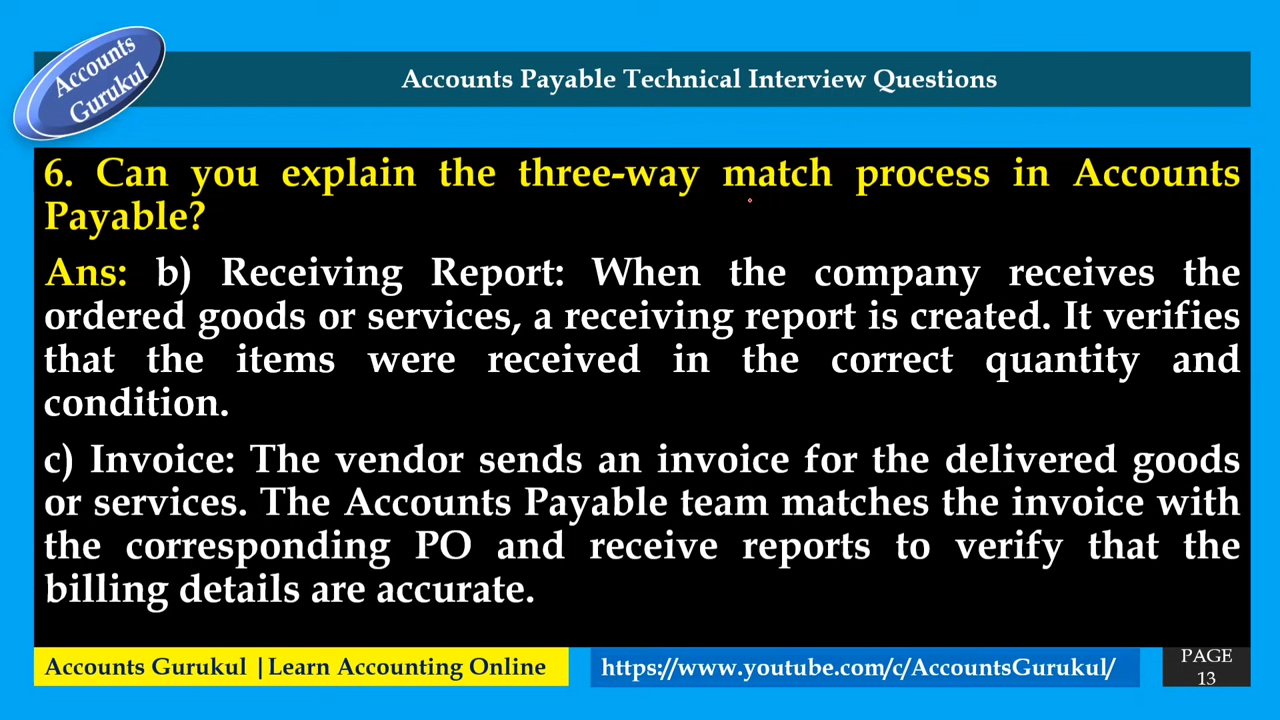 Accounts
Gurukul
Accounts Payable Technical Interview Questions
6. Can you explain the three-way match process in Accounts
Payable?
Ans: b) Receiving Report: When the company receives the
ordered goods or services, a receiving report is created. It verifies
that the items were received in the correct quantity and
condition.
c) Invoice: The vendor sends an invoice for the delivered goods
or services. The Accounts Payable team matches the invoice with
the corresponding PO and receive reports to verify that the
billing details are accurate.
Accounts Gurukul |Learn Accounting Online
https://www.youtube.com/c/AccountsGurukul/
PAGE
13